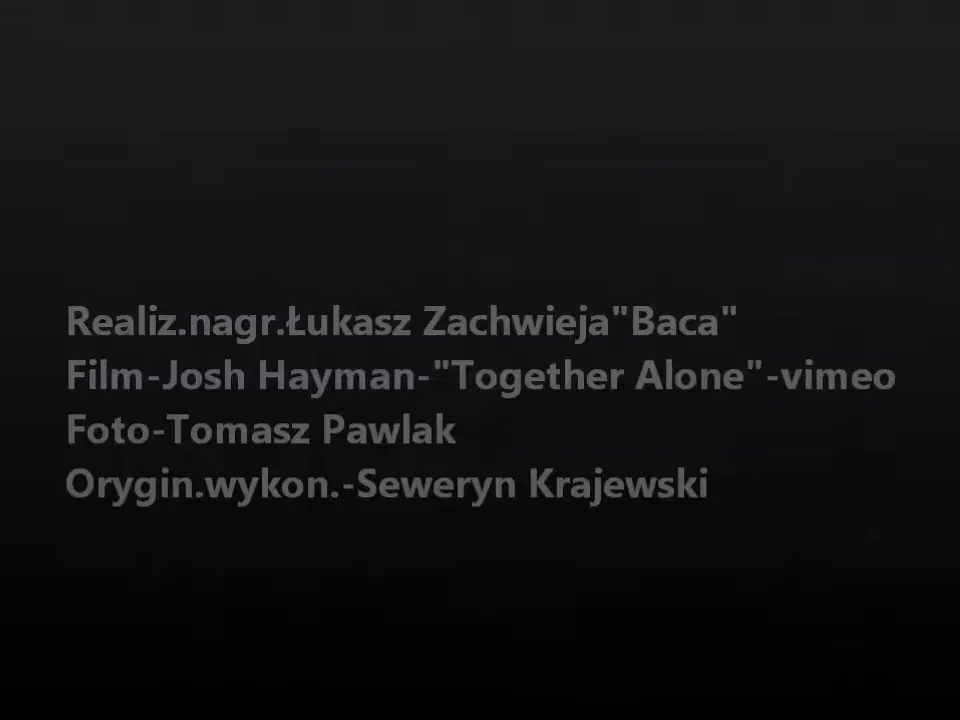 Realiz.nagr.Łukasz Zachwieja"Baca"
Film-Josh Hayman-"Together Alone"-vimeo
Foto-Tomasz Pawlak
Orygin.wykon.-Seweryn Krajewski